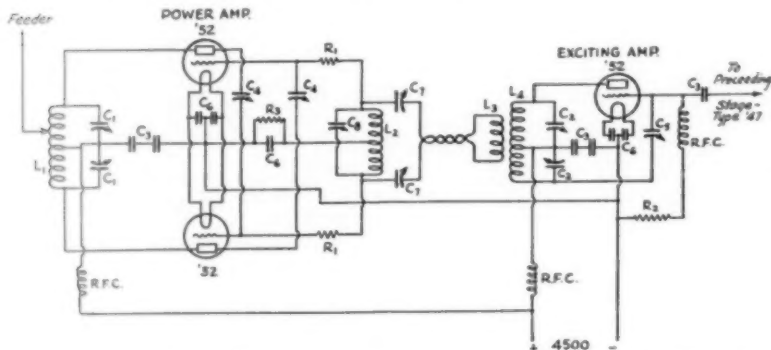 POWER AMP.
'52
Feeder
R₁
EXCITING AMP.
'52
C₄
C₄
C₇
L₃
L₄
C₃
To
Preceding
Stage-
Type '47
C₁
C₆
R₃
C₈
L₂
C₂
C₃
C₆
C₅
R.F.C.
L₁
C₃
C₁
C₆
C₇
C₂
R₁
R₂
'52
R.F.C.
R.F.C.
+ 4500 -